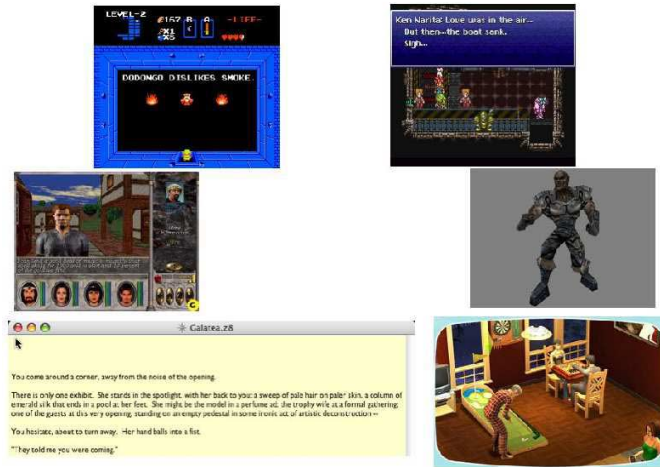 LEVEL-2
167 B A -LIFE-
X1
X5
DODONGO DISLIKES SMOKE.
Ken Narita: Love was in the air--
But then--the boat sank.
Sigh...
Galatea.z8
You come around a corner, away from the noise of the opening.
There is only one exhibit. She stands in the spotlight, with her back to you: a sweep of pale hair on paler skin, a column of
emerald silk that ends in a pool at her feet. She might be the model in a perfume ad; the trophy wife at a formal gathering;
one of the guests at this very opening, standing on an empty pedestal in some ironic act of artistic deconstruction --
You hesitate, about to turn away. Her hand balls into a fist.
"They told me you were coming."